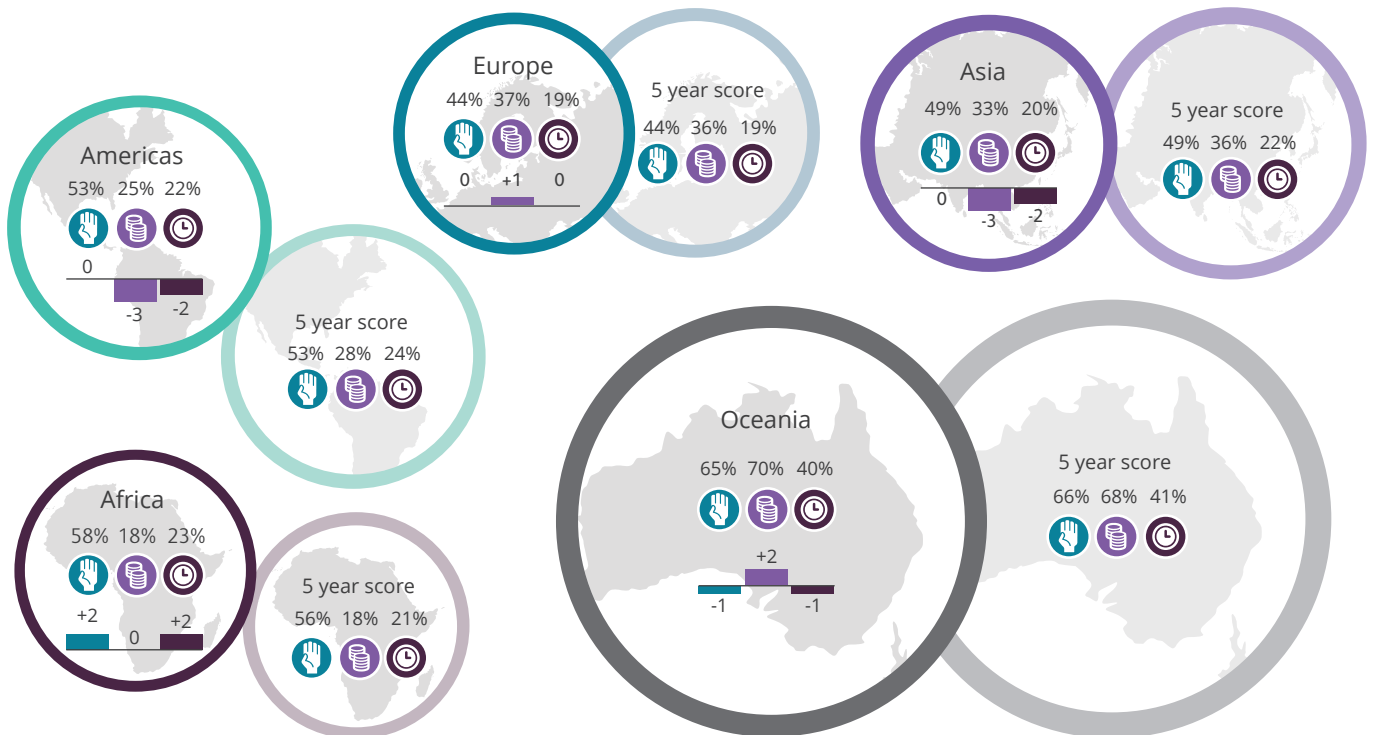 Americas
53% 25% 22%
0
-3 -2
5 year score
53% 28% 24%
Europe
44% 37% 19%
0 +1 0
5 year score
44% 36% 19%
Asia
49% 33% 20%
0 -3 -2
5 year score
49% 36% 22%
Africa
58% 18% 23%
+2 0 +2
5 year score
56% 18% 21%
Oceania
65% 70% 40%
+2
-1 -1
5 year score
66% 68% 41%